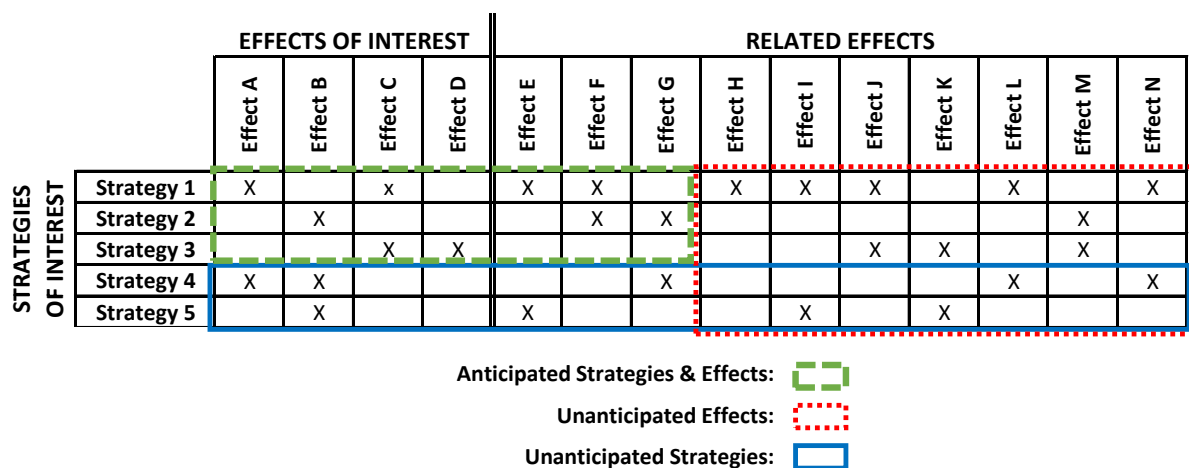 EFFECTS OF INTEREST RELATED EFFECTS
Effect A Effect B Effect C Effect D Effect E Effect F Effect G Effect H Effect I Effect J Effect K Effect L Effect M Effect N
STRATEGIES
OF INTEREST
Strategy 1 X x X X X X X X X
Strategy 2 X X X X
Strategy 3 X X X X X
Strategy 4 X X X X X
Strategy 5 X X X X
Anticipated Strategies & Effects:
Unanticipated Effects:
Unanticipated Strategies: